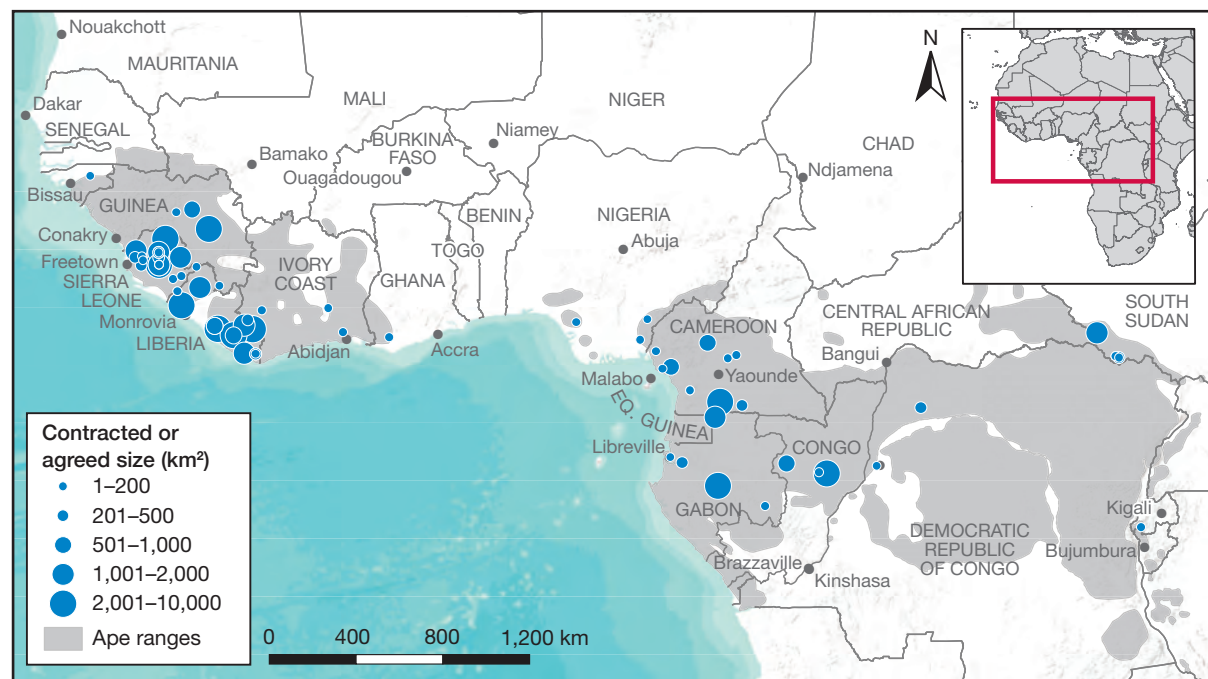 Nouakchott
MAURITANIA
N
Dakar
SENEGAL
MALI
NIGER
CHAD
BURKINA
FASO
Niamey
Bamako
Ouagadougou
Ndjamena
Bissau
GUINEA
BENIN
NIGERIA
Conakry
TOGO
Abuja
Freetown
SIERRA
LEONE
IVORY
COAST
GHANA
Monrovia
LIBERIA
Abidjan
Accra
CAMEROON
CENTRAL AFRICAN
REPUBLIC
SOUTH
SUDAN
Bangui
Malabo
Yaounde
EQ. GUINEA
Libreville
CONGO
GABON
DEMOCRATIC
REPUBLIC
OF CONGO
Kigali
Bujumbura
Brazzaville
Kinshasa
Contracted or
agreed size (km²)
1–200
201–500
501–1,000
1,001–2,000
2,001–10,000
Ape ranges
0 400 800 1,200 km